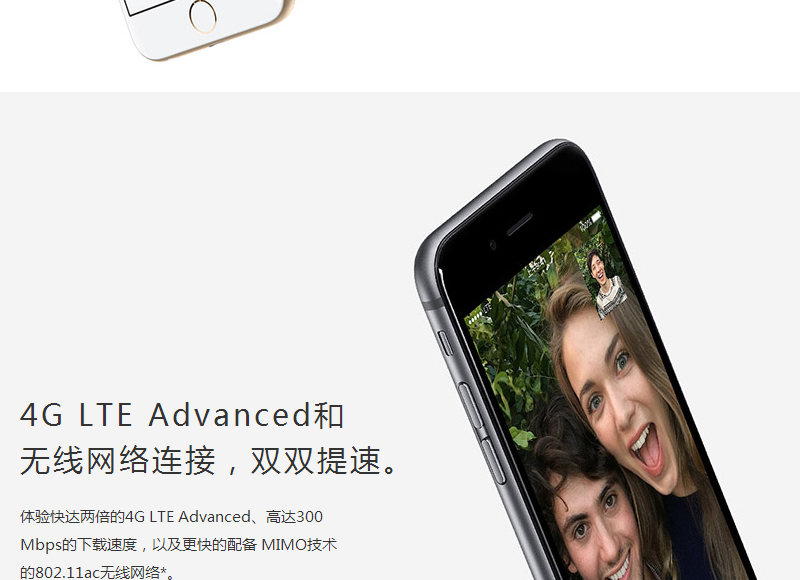 100%
LTE
4G LTE Advanced和
无线网络连接，双双提速。
体验快达两倍的4G LTE Advanced、高达300
Mbps的下载速度，以及更快的配备 MIMO技术
的802.11ac无线网络*。